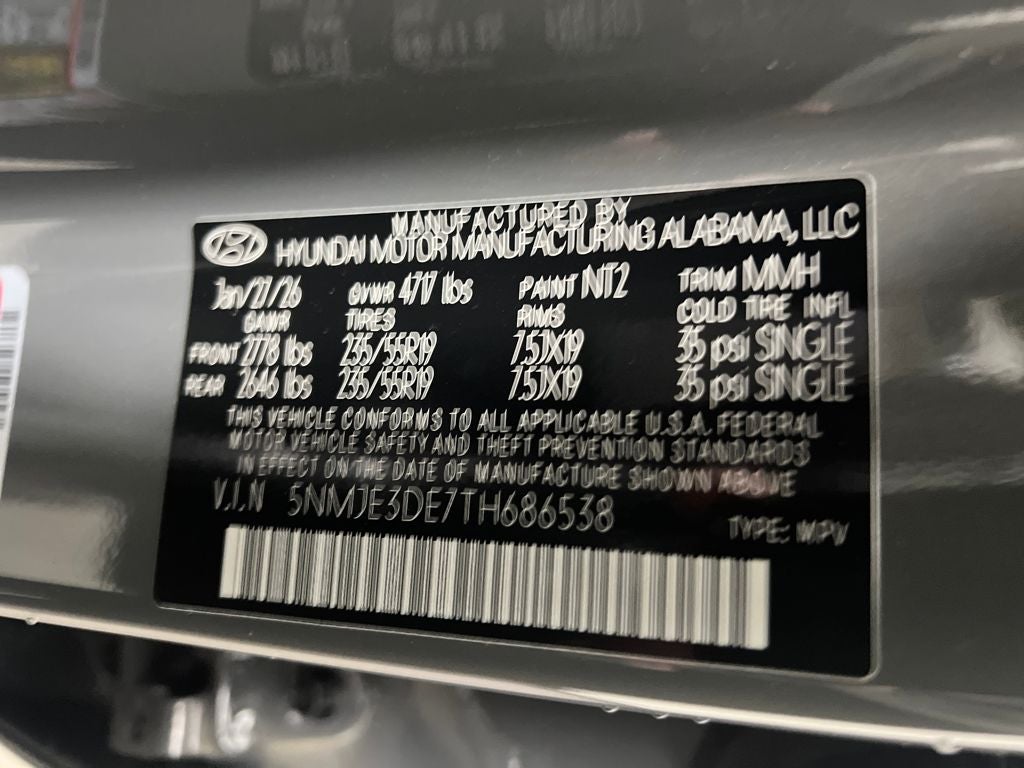 MANUFACTURED BY
HYUNDAI MOTOR MANUFACTURING ALABAMA, LLC
Jan/27/26 GVWR 4717 lbs PAINT NT2 TRIM MMH
GAWR TIRES RIMS COLD TIRE INFL
FRONT 2778 lbs 235/55R19 7.5JX19 35 psi SINGLE
REAR 2646 lbs 235/55R19 7.5JX19 35 psi SINGLE
THIS VEHICLE CONFORMS TO ALL APPLICABLE U.S.A. FEDERAL
MOTOR VEHICLE SAFETY AND THEFT PREVENTION STANDARDS
IN EFFECT ON THE DATE OF MANUFACTURE SHOWN ABOVE
V.I.N 5NMJE3DE7TH686538 TYPE: MPV